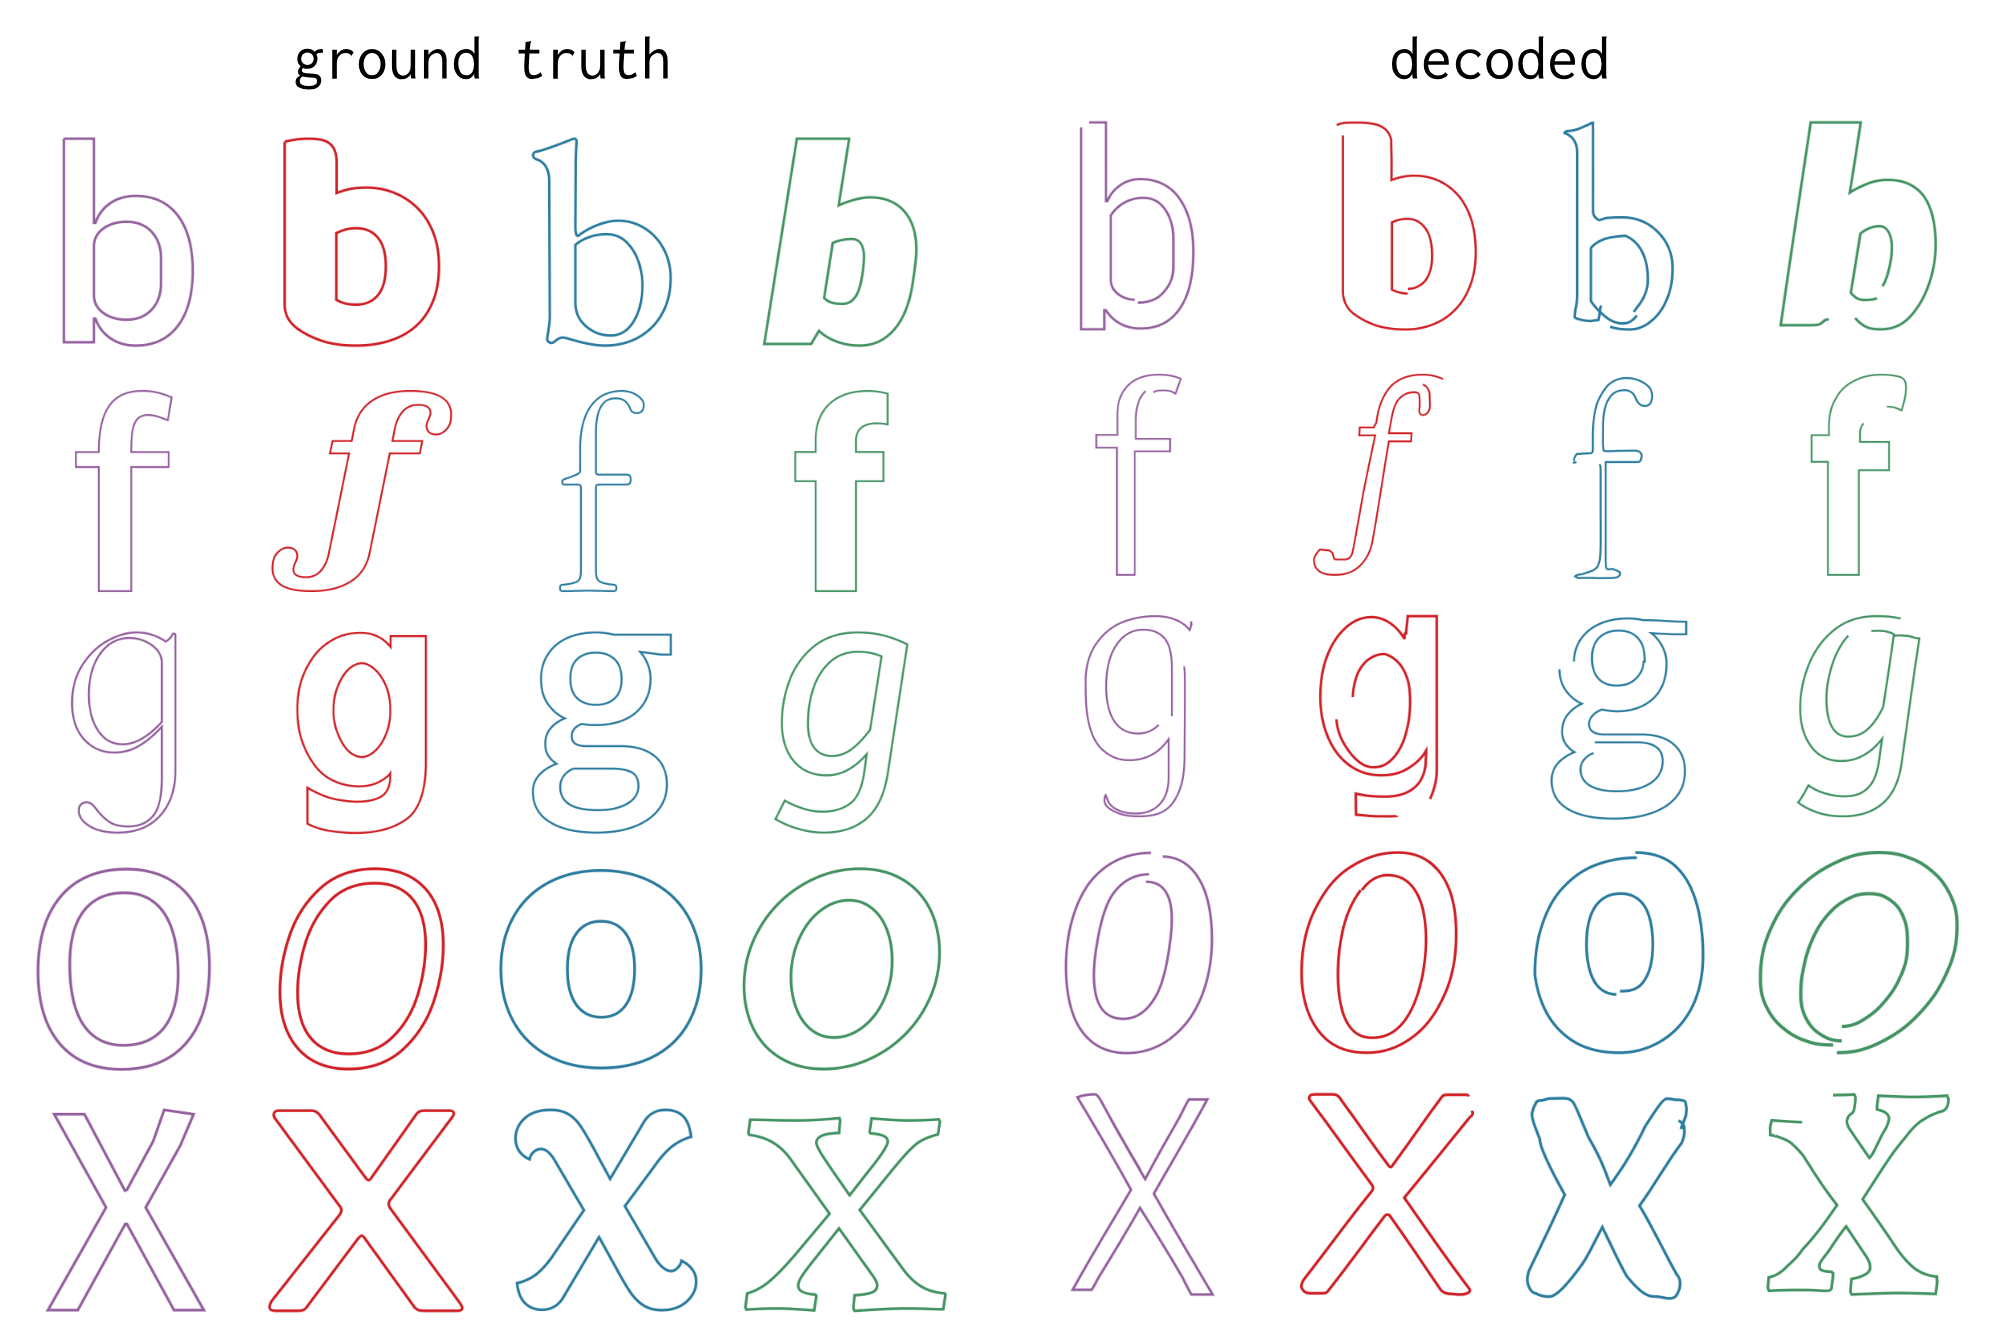 ground truth decoded
b b b b b b b b
f f f f f f f f
g g g g g g g g
o o o o o o o o
x x x x x x x x